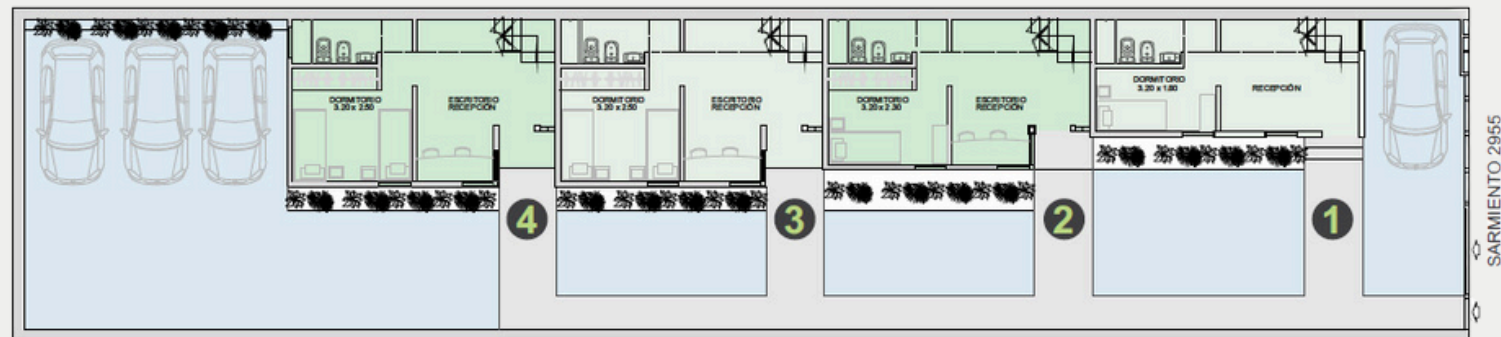 DORMITORIO
3.20 x 2.50
ESCRITORIO
RECEPCIÓN
DORMITORIO
3.20 x 2.50
ESCRITORIO
RECEPCIÓN
DORMITORIO
3.20 x 2.30
ESCRITORIO
RECEPCIÓN
DORMITORIO
3.20 x 1.80
RECEPCIÓN
4
3
2
1
SARMIENTO 2955